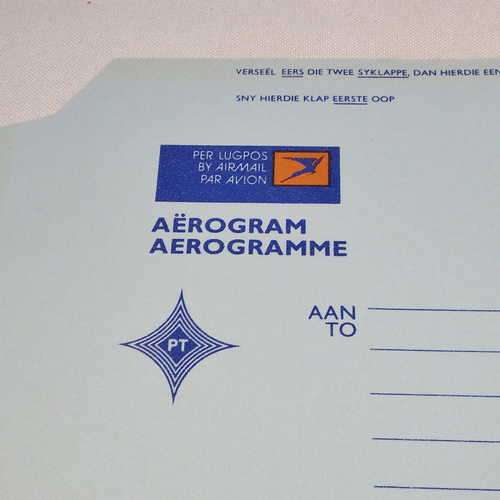 VERSEËL EERS DIE TWEE SYKLAPPE, DAN HIERDIE EEN
SNY HIERDIE KLAP EERSTE OOP
PER LUGPOS
BY AIRMAIL
PAR AVION
AËROGRAM
AEROGRAMME
PT
AAN
TO